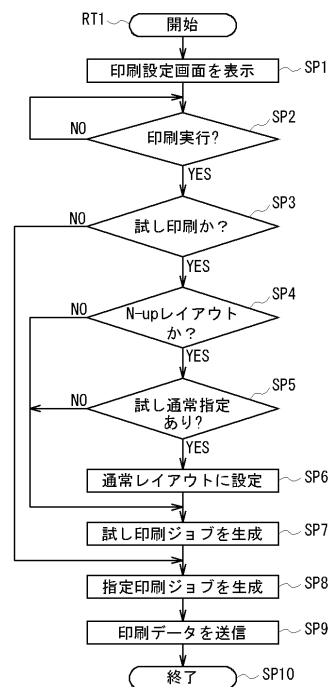 RT1 開始
印刷設定画面を表示 SP1
SP2
NO 印刷実行?
YES
SP3
NO 試し印刷か?
YES
SP4
NO N-upレイアウト
か?
YES
SP5
NO 試し通常指定
あり?
YES
通常レイアウトに設定 SP6
試し印刷ジョブを生成 SP7
指定印刷ジョブを生成 SP8
印刷データを送信 SP9
終了 SP10